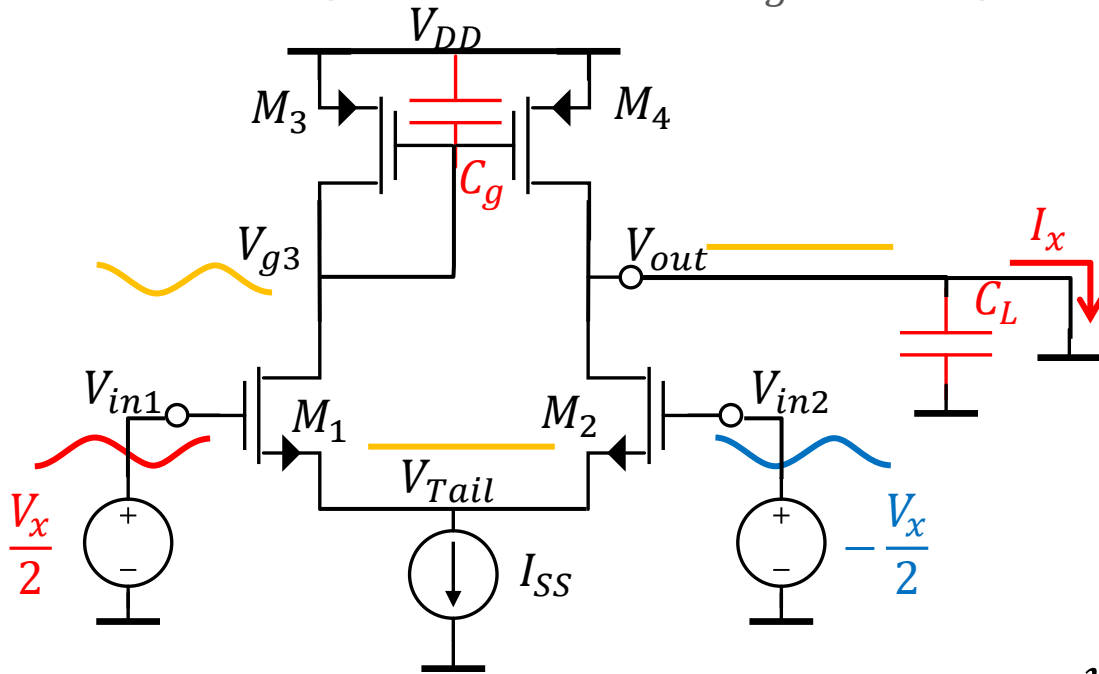 g
V_DD
M_3
M_4
C_g
V_g3
V_out
I_x
C_L
V_in1
M_1
M_2
V_in2
V_Tail
V_x/2
+
−
I_SS
+
−
−V_x/2